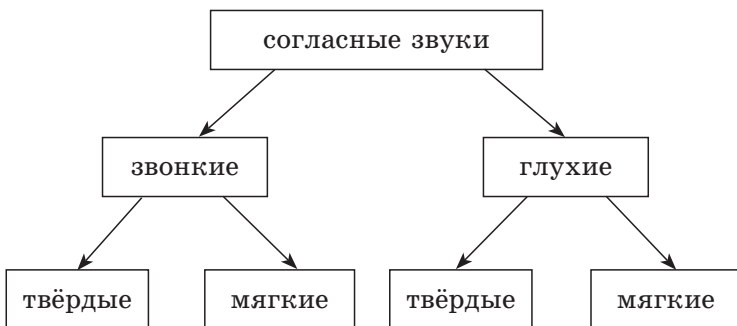 согласные звуки
звонкие
глухие
твёрдые
мягкие
твёрдые
мягкие